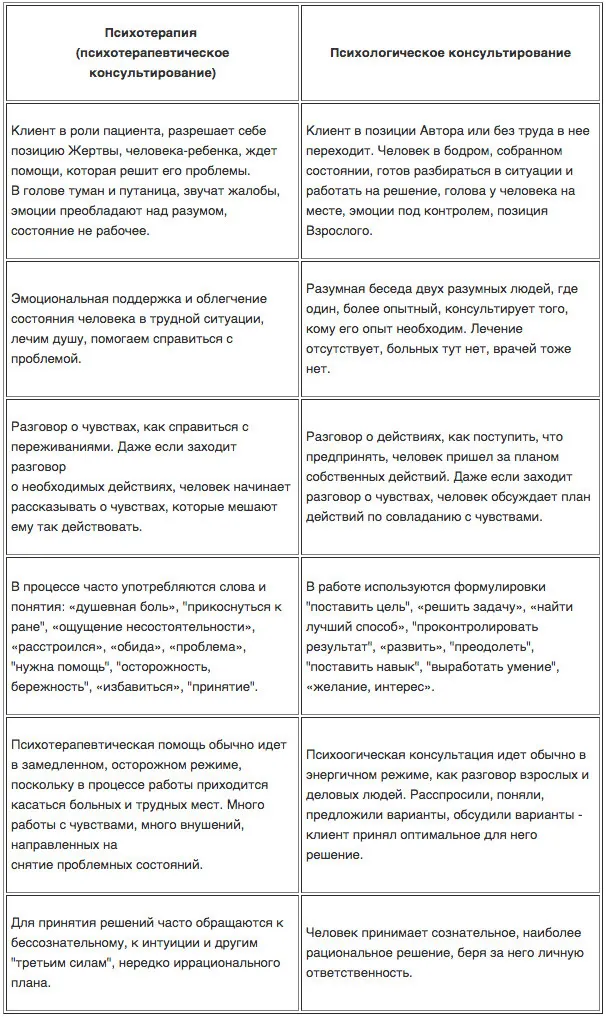 Психотерапия
(психотерапевтическое
консультирование)
Психологическое консультирование
Клиент в роли пациента, разрешает себе
позицию Жертвы, человека-ребенка, ждет
помощи, которая решит его проблемы.
В голове туман и путаница, звучат жалобы,
эмоции преобладают над разумом,
состояние не рабочее.
Клиент в позиции Автора или без труда в нее
переходит. Человек в бодром, собранном
состоянии, готов разбираться в ситуации и
работать на решение, голова у человека на
месте, эмоции под контролем, позиция
Взрослого.
Эмоциональная поддержка и облегчение
состояния человека в трудной ситуации,
лечим душу, помогаем справиться с
проблемой.
Разумная беседа двух разумных людей, где
один, более опытный, консультирует того,
кому его опыт необходим. Лечение
отсутствует, больных тут нет, врачей тоже
нет.
Разговор о чувствах, как справиться с
переживаниями. Даже если заходит
разговор
о необходимых действиях, человек начинает
рассказывать о чувствах, которые мешают
ему так действовать.
Разговор о действиях, как поступить, что
предпринять, человек пришел за планом
собственных действий. Даже если заходит
разговор о чувствах, человек обсуждает план
действий по совладанию с чувствами.
В процессе часто употребляются слова и
понятия: «душевная боль», "прикоснуться к
ране", «ощущение несостоятельности»,
«расстроился», «обида», «проблема»,
"нужна помощь", "осторожность,
бережность", «избавиться», "принятие".
В работе используются формулировки
"поставить цель", «решить задачу», «найти
лучший способ», "проконтролировать
результат", «развить», "преодолеть",
"поставить навык", "выработать умение",
«желание, интерес».
Психотерапевтическая помощь обычно идет
в замедленном, осторожном режиме,
поскольку в процессе работы приходится
касаться больных и трудных мест. Много
работы с чувствами, много внушений,
направленных на
снятие проблемных состояний.
Психоогическая консультация идет обычно в
энергичном режиме, как разговор взрослых и
деловых людей. Расспросили, поняли,
предложили варианты, обсудили варианты -
клиент принял оптимальное для него
решение.
Для принятия решений часто обращаются к
бессознательному, к интуиции и другим
"третьим силам", нередко иррационального
плана.
Человек принимает сознательное, наиболее
рациональное решение, беря за него личную
ответственность.